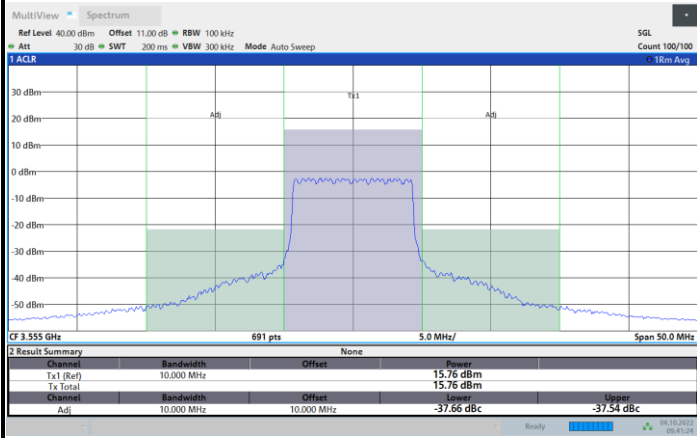 MultiView Spectrum
Ref Level 40.00 dBm Offset 11.00 dB RBW 100 kHz SGL
Att 30 dB SWT 200 ms VBW 300 kHz Mode Auto Sweep Count 100/100
1 ACLR 1Rm Avg
30 dBm
Tx1
20 dBm
Adj Adj
10 dBm
0 dBm
-10 dBm
-20 dBm
-30 dBm
-40 dBm
-50 dBm
CF 3.555 GHz 691 pts 5.0 MHz/ Span 50.0 MHz
2 Result Summary None
Channel Bandwidth Offset Power
Tx1 (Ref) 10.000 MHz 15.76 dBm
Tx Total 15.76 dBm
Channel Bandwidth Offset Lower Upper
Adj 10.000 MHz 10.000 MHz -37.66 dBc -37.54 dBc
Ready 04.10.2022
09:41:24